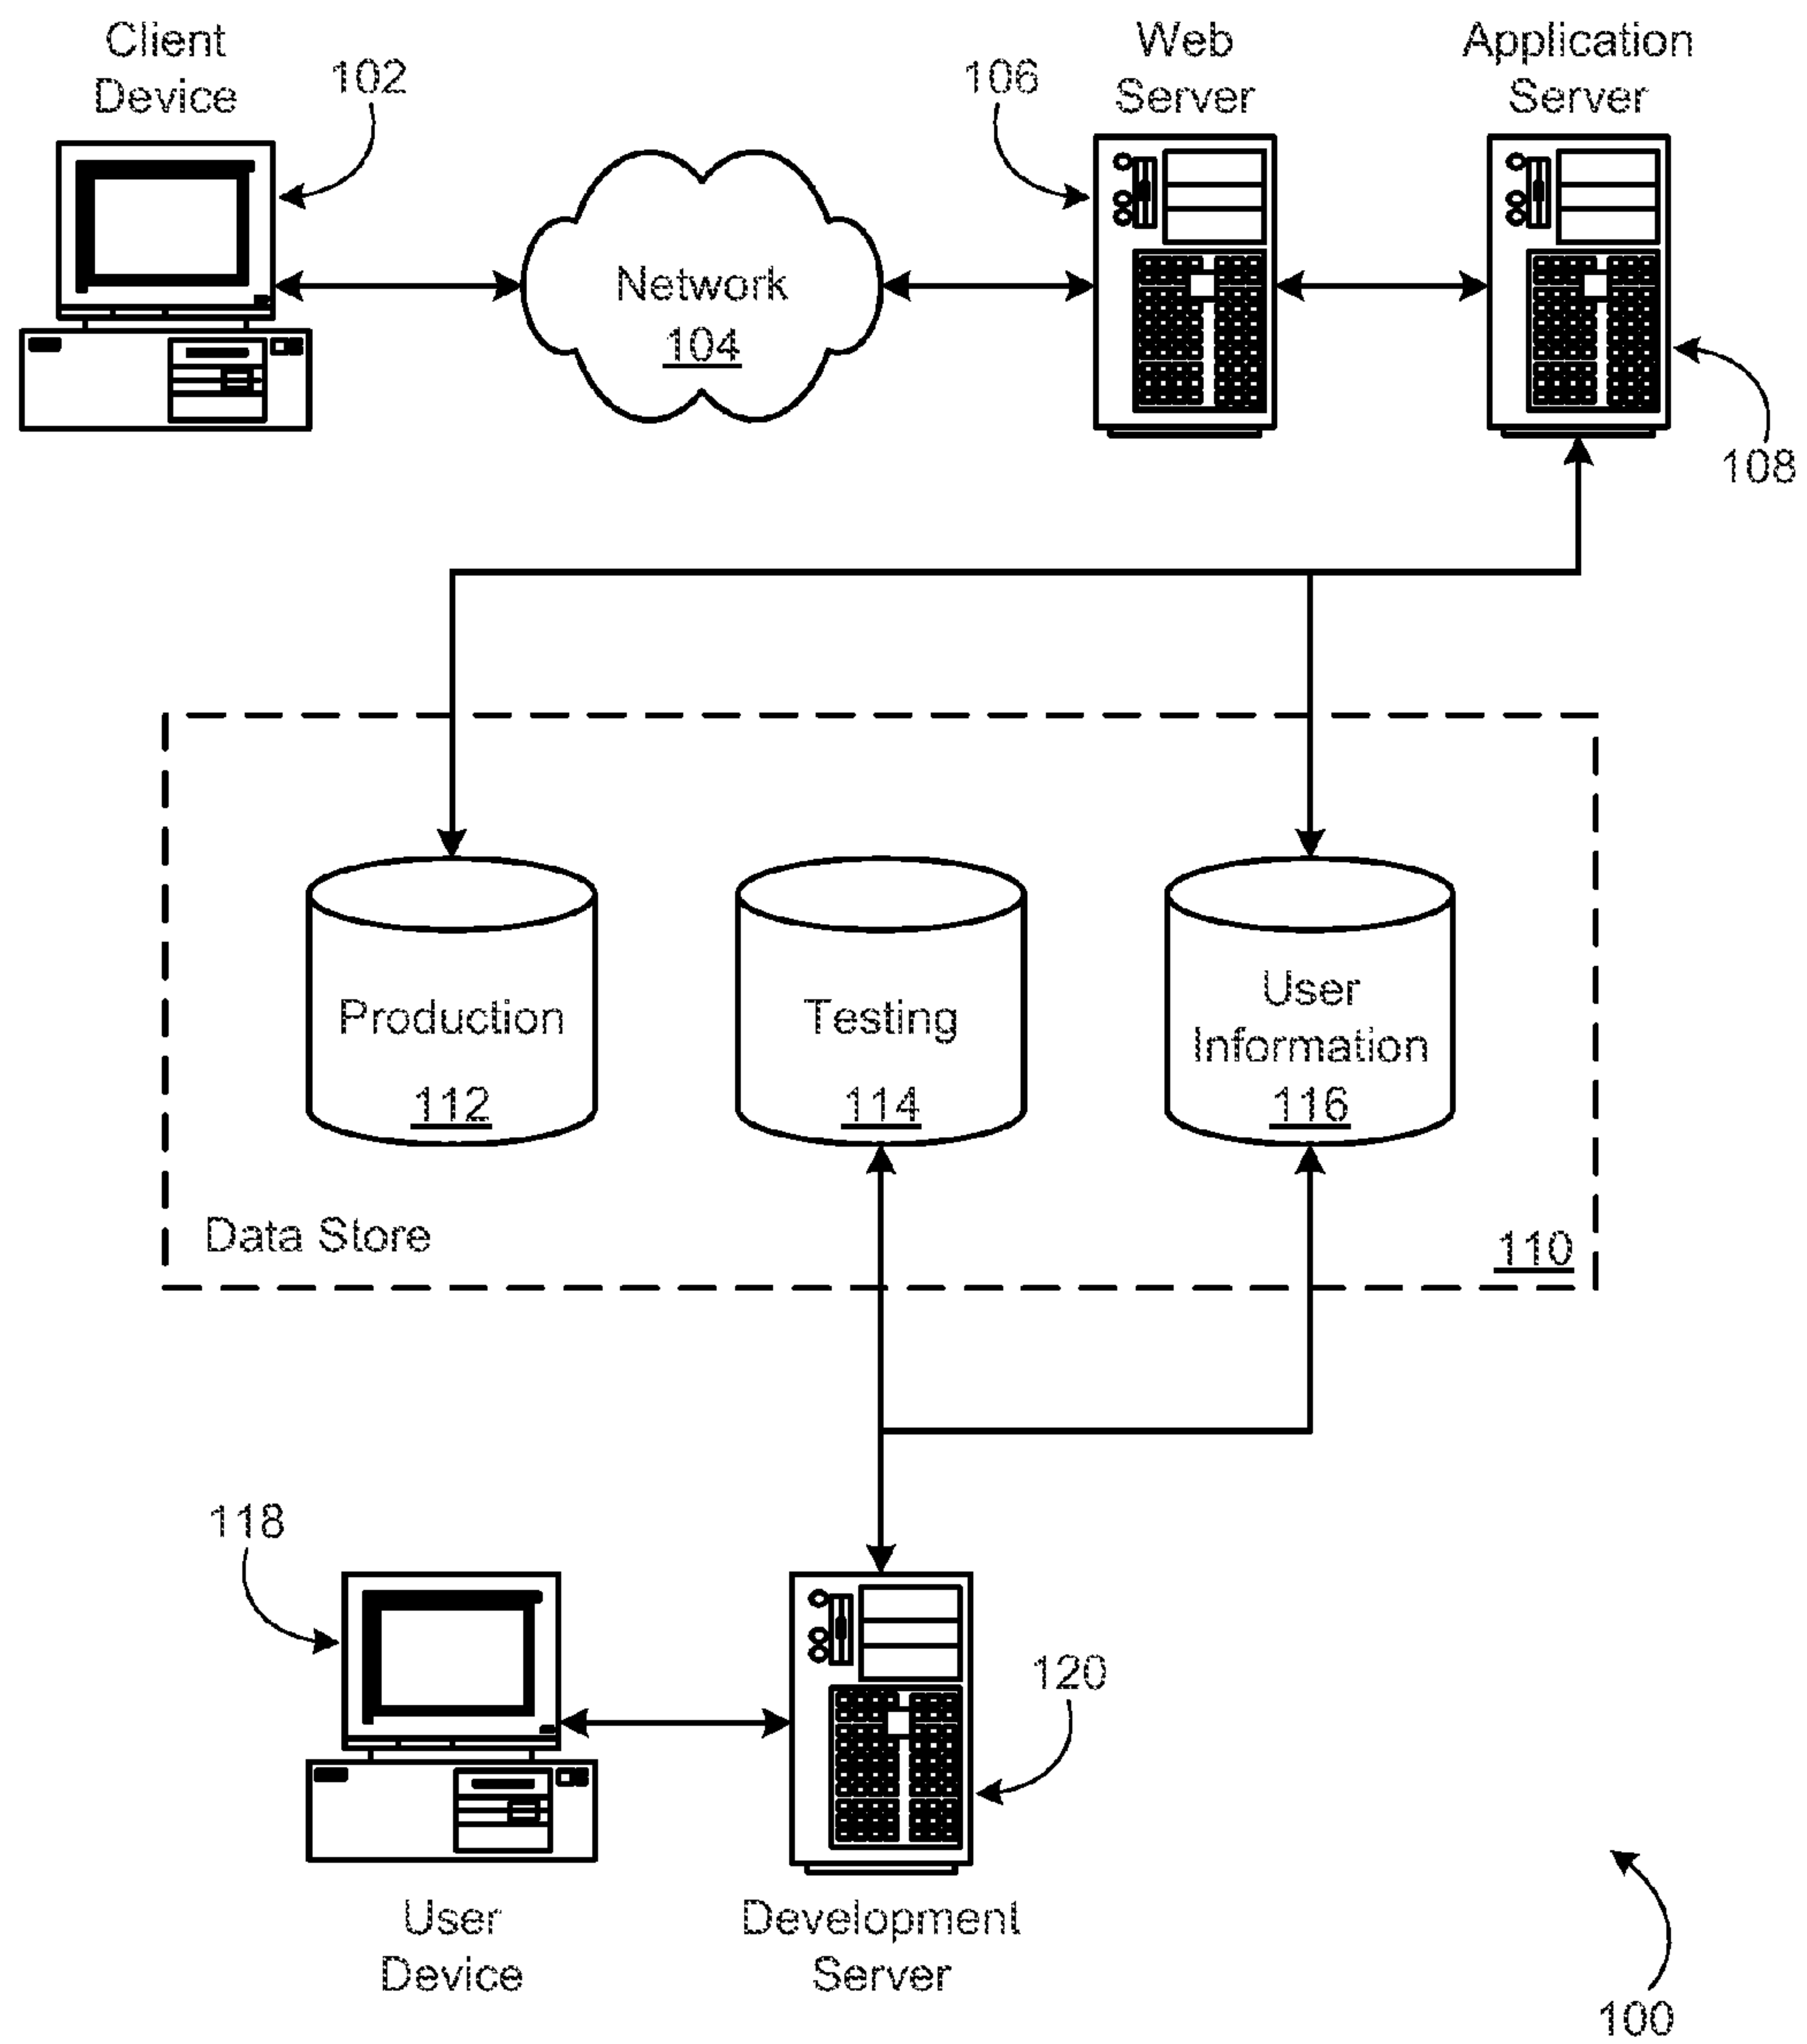 Client
Device
102
106
Web
Server
Application
Server
Network
104
108
Production
112
Testing
114
User
Information
116
Data Store
110
118
120
User
Device
Development
Server
100